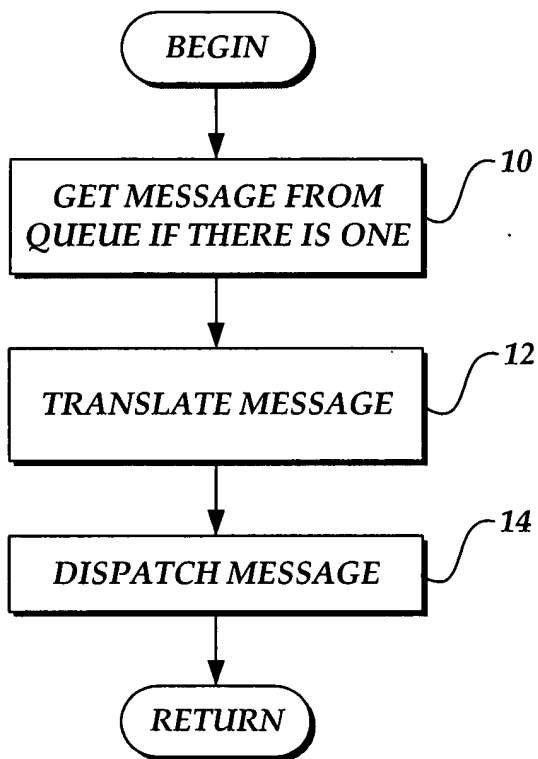 BEGIN
GET MESSAGE FROM
QUEUE IF THERE IS ONE
10
TRANSLATE MESSAGE
12
DISPATCH MESSAGE
14
RETURN